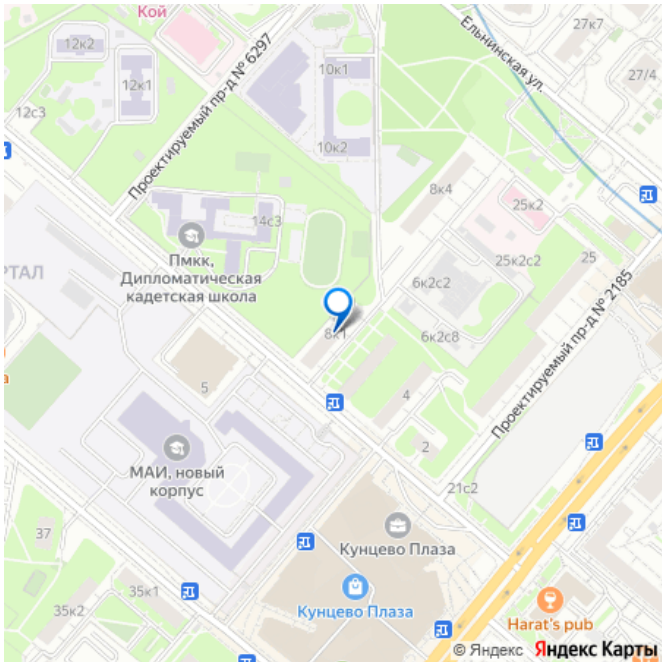 Кой
12к2
12к1
12с3
Проектируемый пр-д № 6297
10к1
10к2
Ельнинская ул.
27к7
27/4
8к4
25к2
25к2с2
25
14с3
Пмкк,
Дипломатическая
кадетская школа
РТАЛ
6к2с2
6к2с8
Проектируемый пр-д № 2185
8к1
5
4
2
а
МАИ, новый
корпус
21с2
37
Кунцево Плаза
35к1
35к2
Кунцево Плаза
Harat's pub
© Яндекс Яндекс Карты